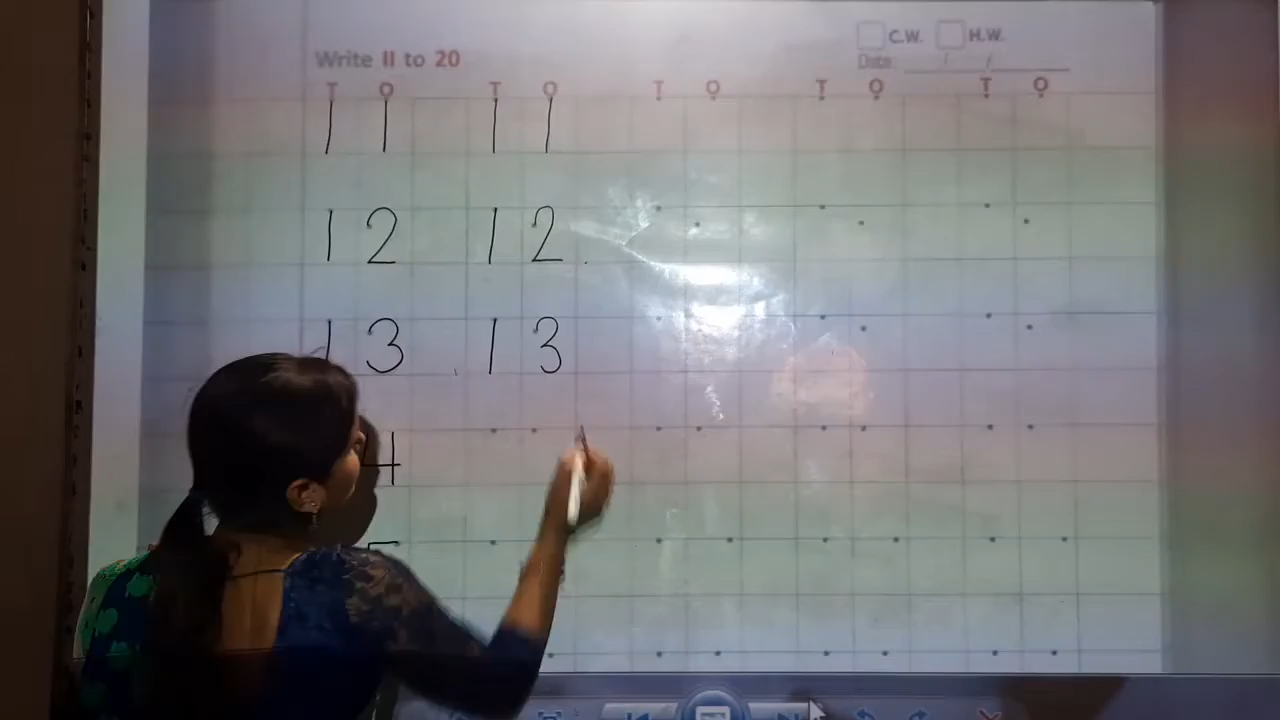 C.W. H.W.
Write 11 to 20
Date / /
T O T O T O T O T O
1 1 1 1
1 2 1 2
1 3 1 3
4